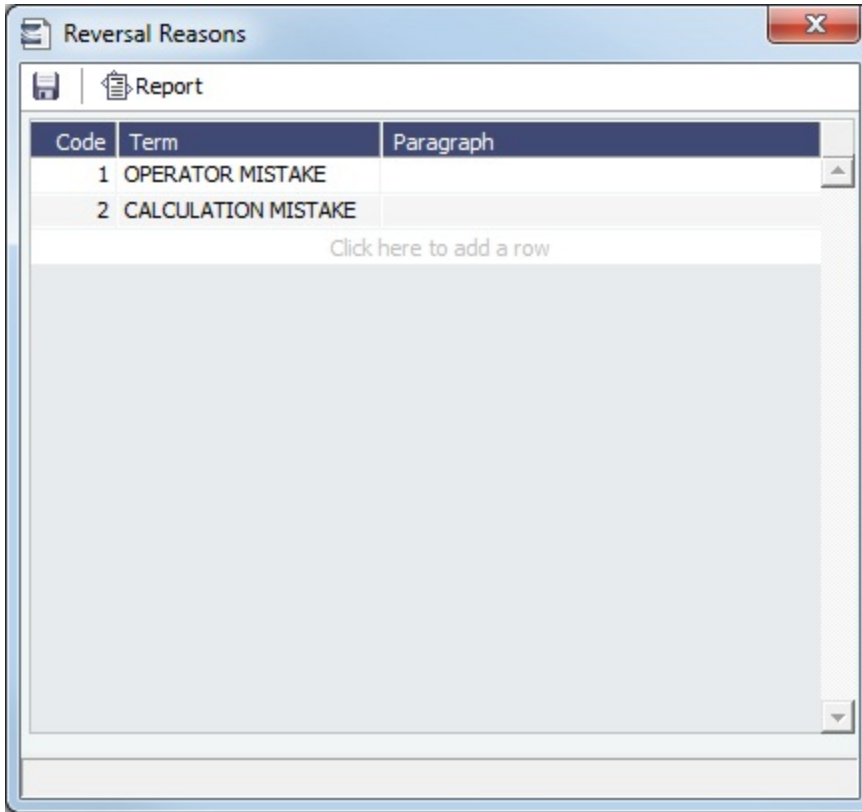 Reversal Reasons
Report
Code Term Paragraph
1 OPERATOR MISTAKE
2 CALCULATION MISTAKE
Click here to add a row